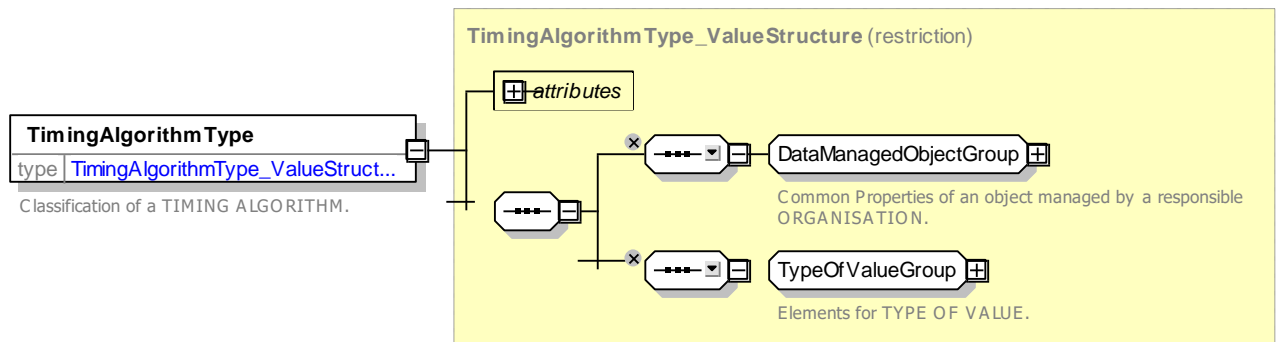 TimingAlgorithmType_ValueStructure (restriction)
attributes
TimingAlgorithmType
type TimingAlgorithmType_ValueStruct...
Classification of a TIMING ALGORITHM.
DataManagedObjectGroup
Common Properties of an object managed by a responsible
ORGANISATION.
TypeOfValueGroup
Elements for TYPE OF VALUE.